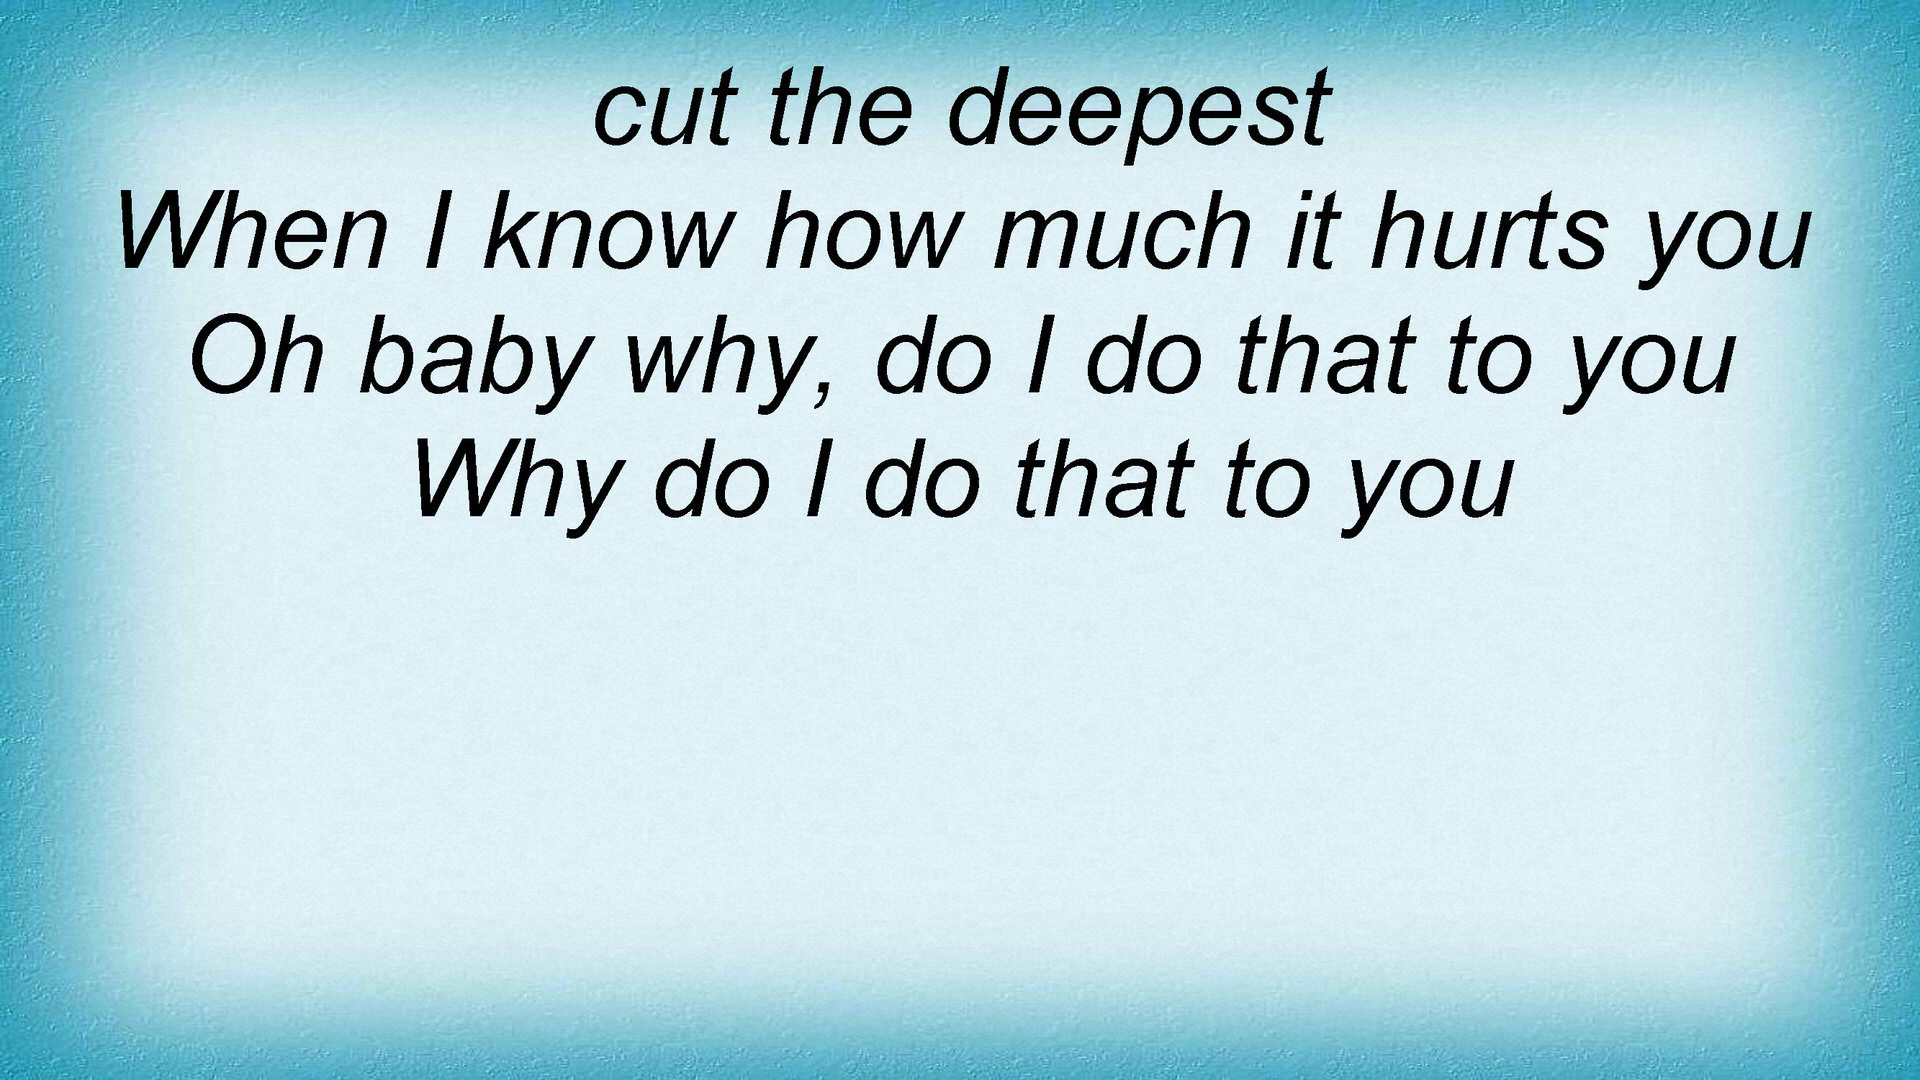 cut the deepest
When I know how much it hurts you
Oh baby why, do I do that to you
Why do I do that to you